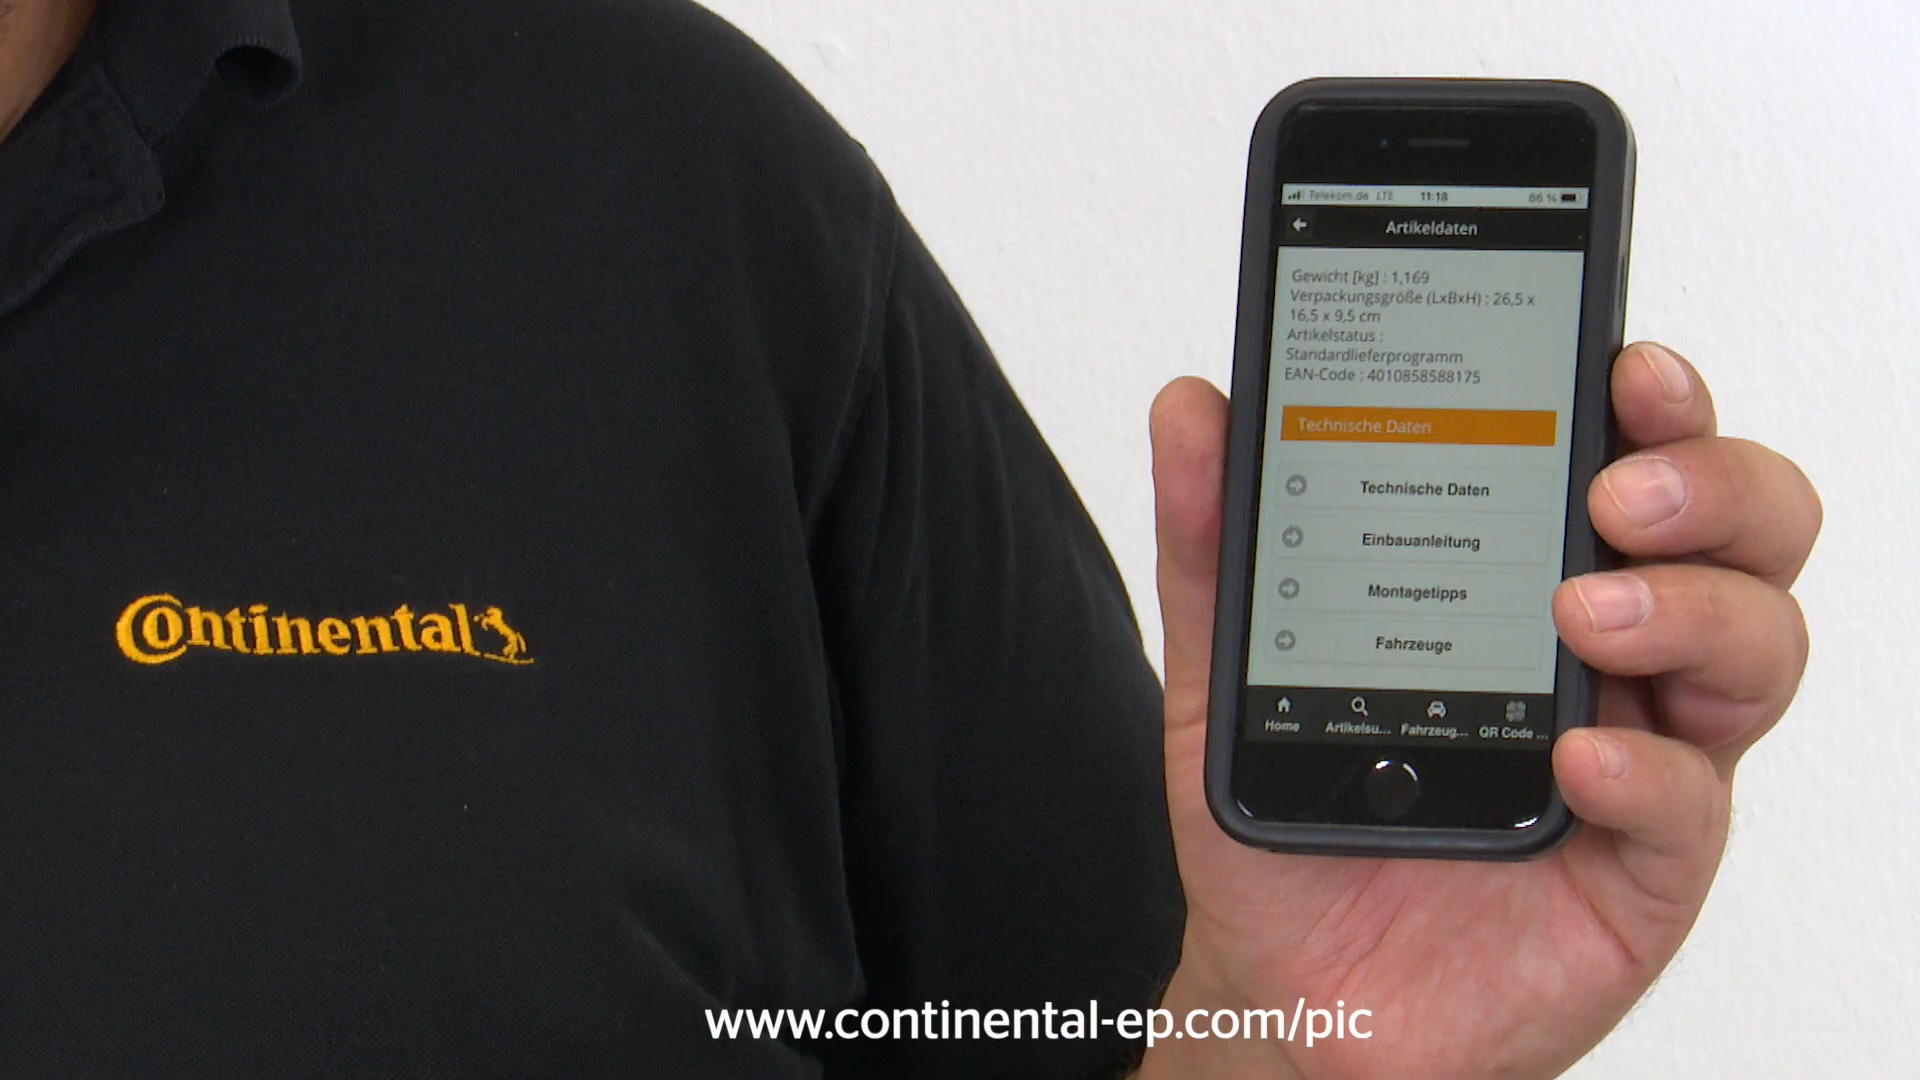 Continental
Telekom.de LTE 11:18 86 %
Artikeldaten
Gewicht [kg] : 1,169
Verpackungsgröße (LxBxH) : 26,5 x
16,5 x 9,5 cm
Artikelstatus :
Standardlieferprogramm
EAN-Code : 4010858588175
Technische Daten
Technische Daten
Einbauanleitung
Montagetipps
Fahrzeuge
Home Artikelsu... Fahrzeug... QR Code ...
www.continental-ep.com/pic